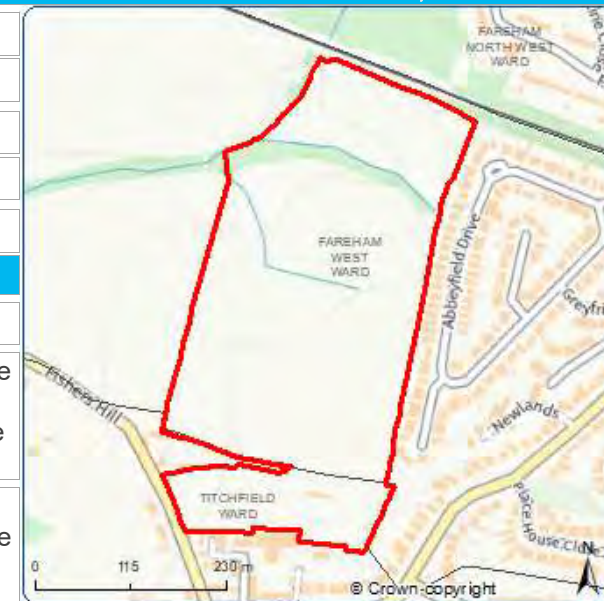 FAREHAM
NORTH WEST
WARD
FAREHAM
WEST
WARD
Abbeyfield Drive
Greyfri
Fishers Hill
e
Newlands
e
TITCHFIELD
WARD
Place House Close
e
N
0 115 230 m
© Crown copyright